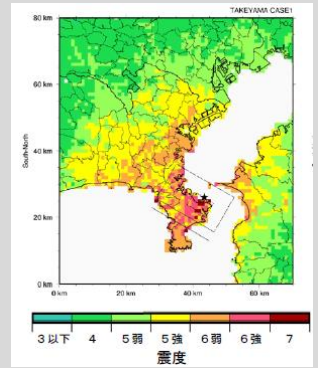 TAKEYAMA CASE1
80 km
60 km
40 km
20 km
0 km
South-North
0 km 20 km 40 km 60 km
3以下 4 5弱 5強 6弱 6強 7
震度